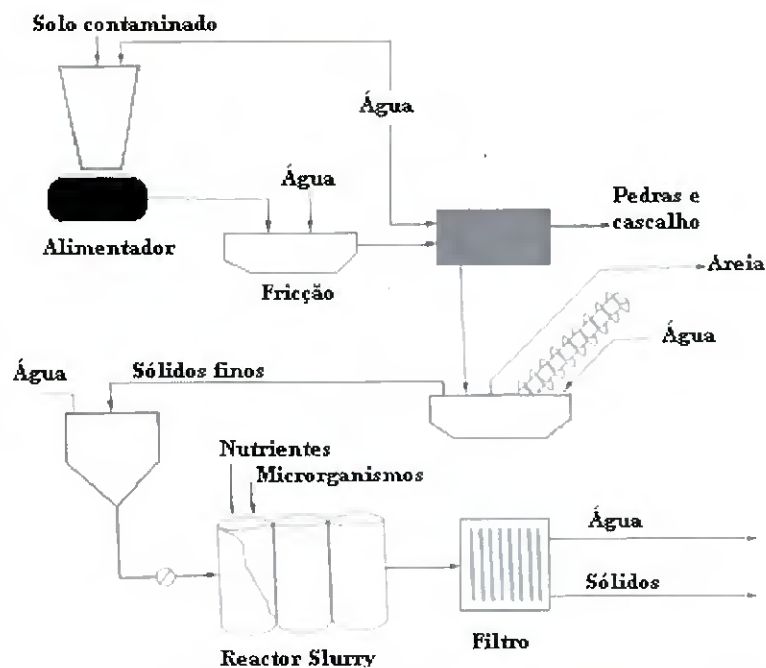 Solo contaminado
Água
Água
Pedras e
cascalho
Alimentador
Fricção
Areia
Água
Sólidos finos
Água
Nutrientes
Microrganismos
Água
Sólidos
Filtro
Reactor Slurry